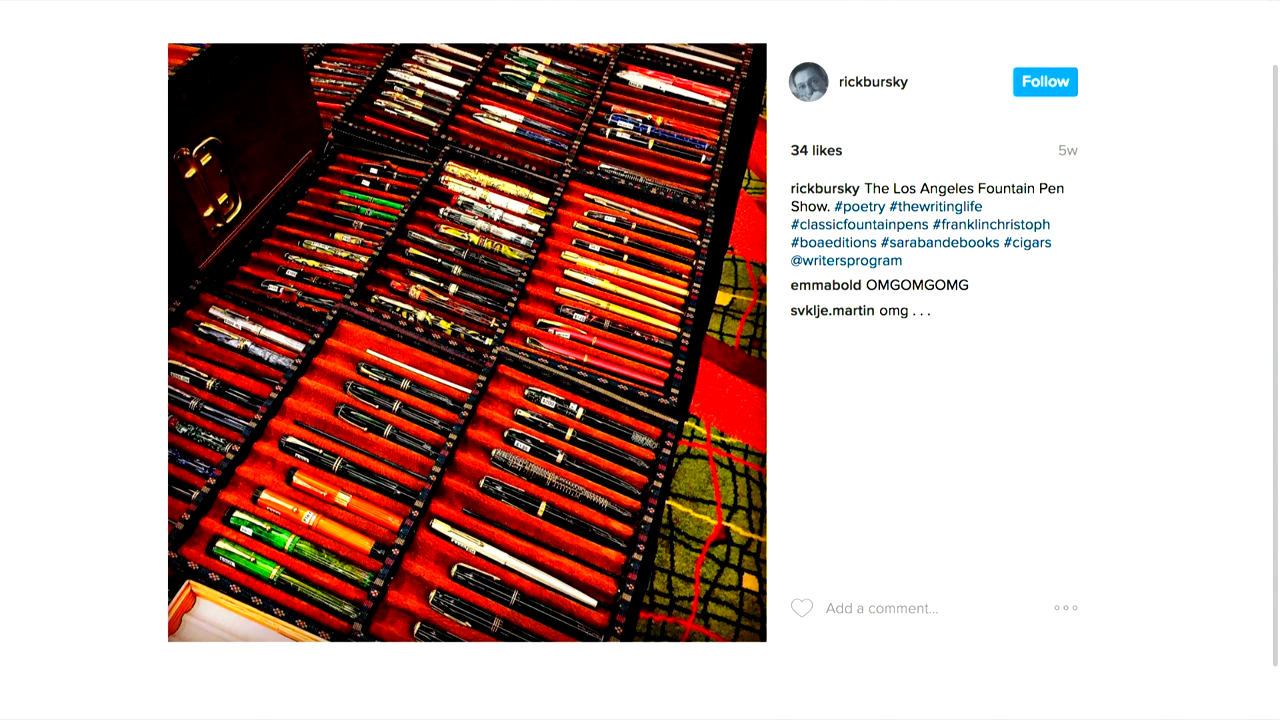 rickbursky
Follow
34 likes
5w
rickbursky The Los Angeles Fountain Pen
Show. #poetry #thewritinglife
#classicfountainpens #franklinchristoph
#boaeditions #sarabandebooks #cigars
@writersprogram
emmabold OMGOMGOMG
svklje.martin omg . . .
Add a comment...